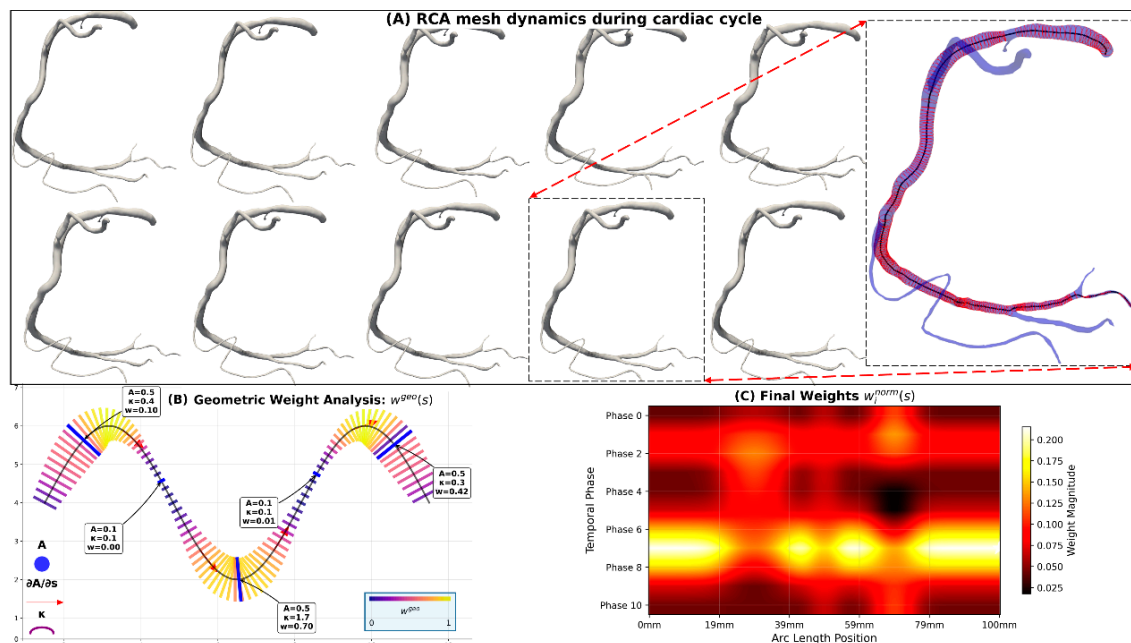 (A) RCA mesh dynamics during cardiac cycle
(B) Geometric Weight Analysis: w^geo(s)
7
6
5
4
3
2
1
0
A=0.5
κ=0.4
w=0.10
A=0.1
κ=0.1
w=0.00
A=0.1
κ=0.1
w=0.01
A=0.5
κ=0.3
w=0.42
A=0.5
κ=1.7
w=0.70
A
∂A/∂s
κ
w^geo
0 1
(C) Final Weights w_i^norm(s)
Temporal Phase
Phase 0
Phase 2
Phase 4
Phase 6
Phase 8
Phase 10
0mm 19mm 39mm 59mm 79mm 100mm
Arc Length Position
0.200
0.175
0.150
0.125
0.100
0.075
0.050
0.025
Weight Magnitude